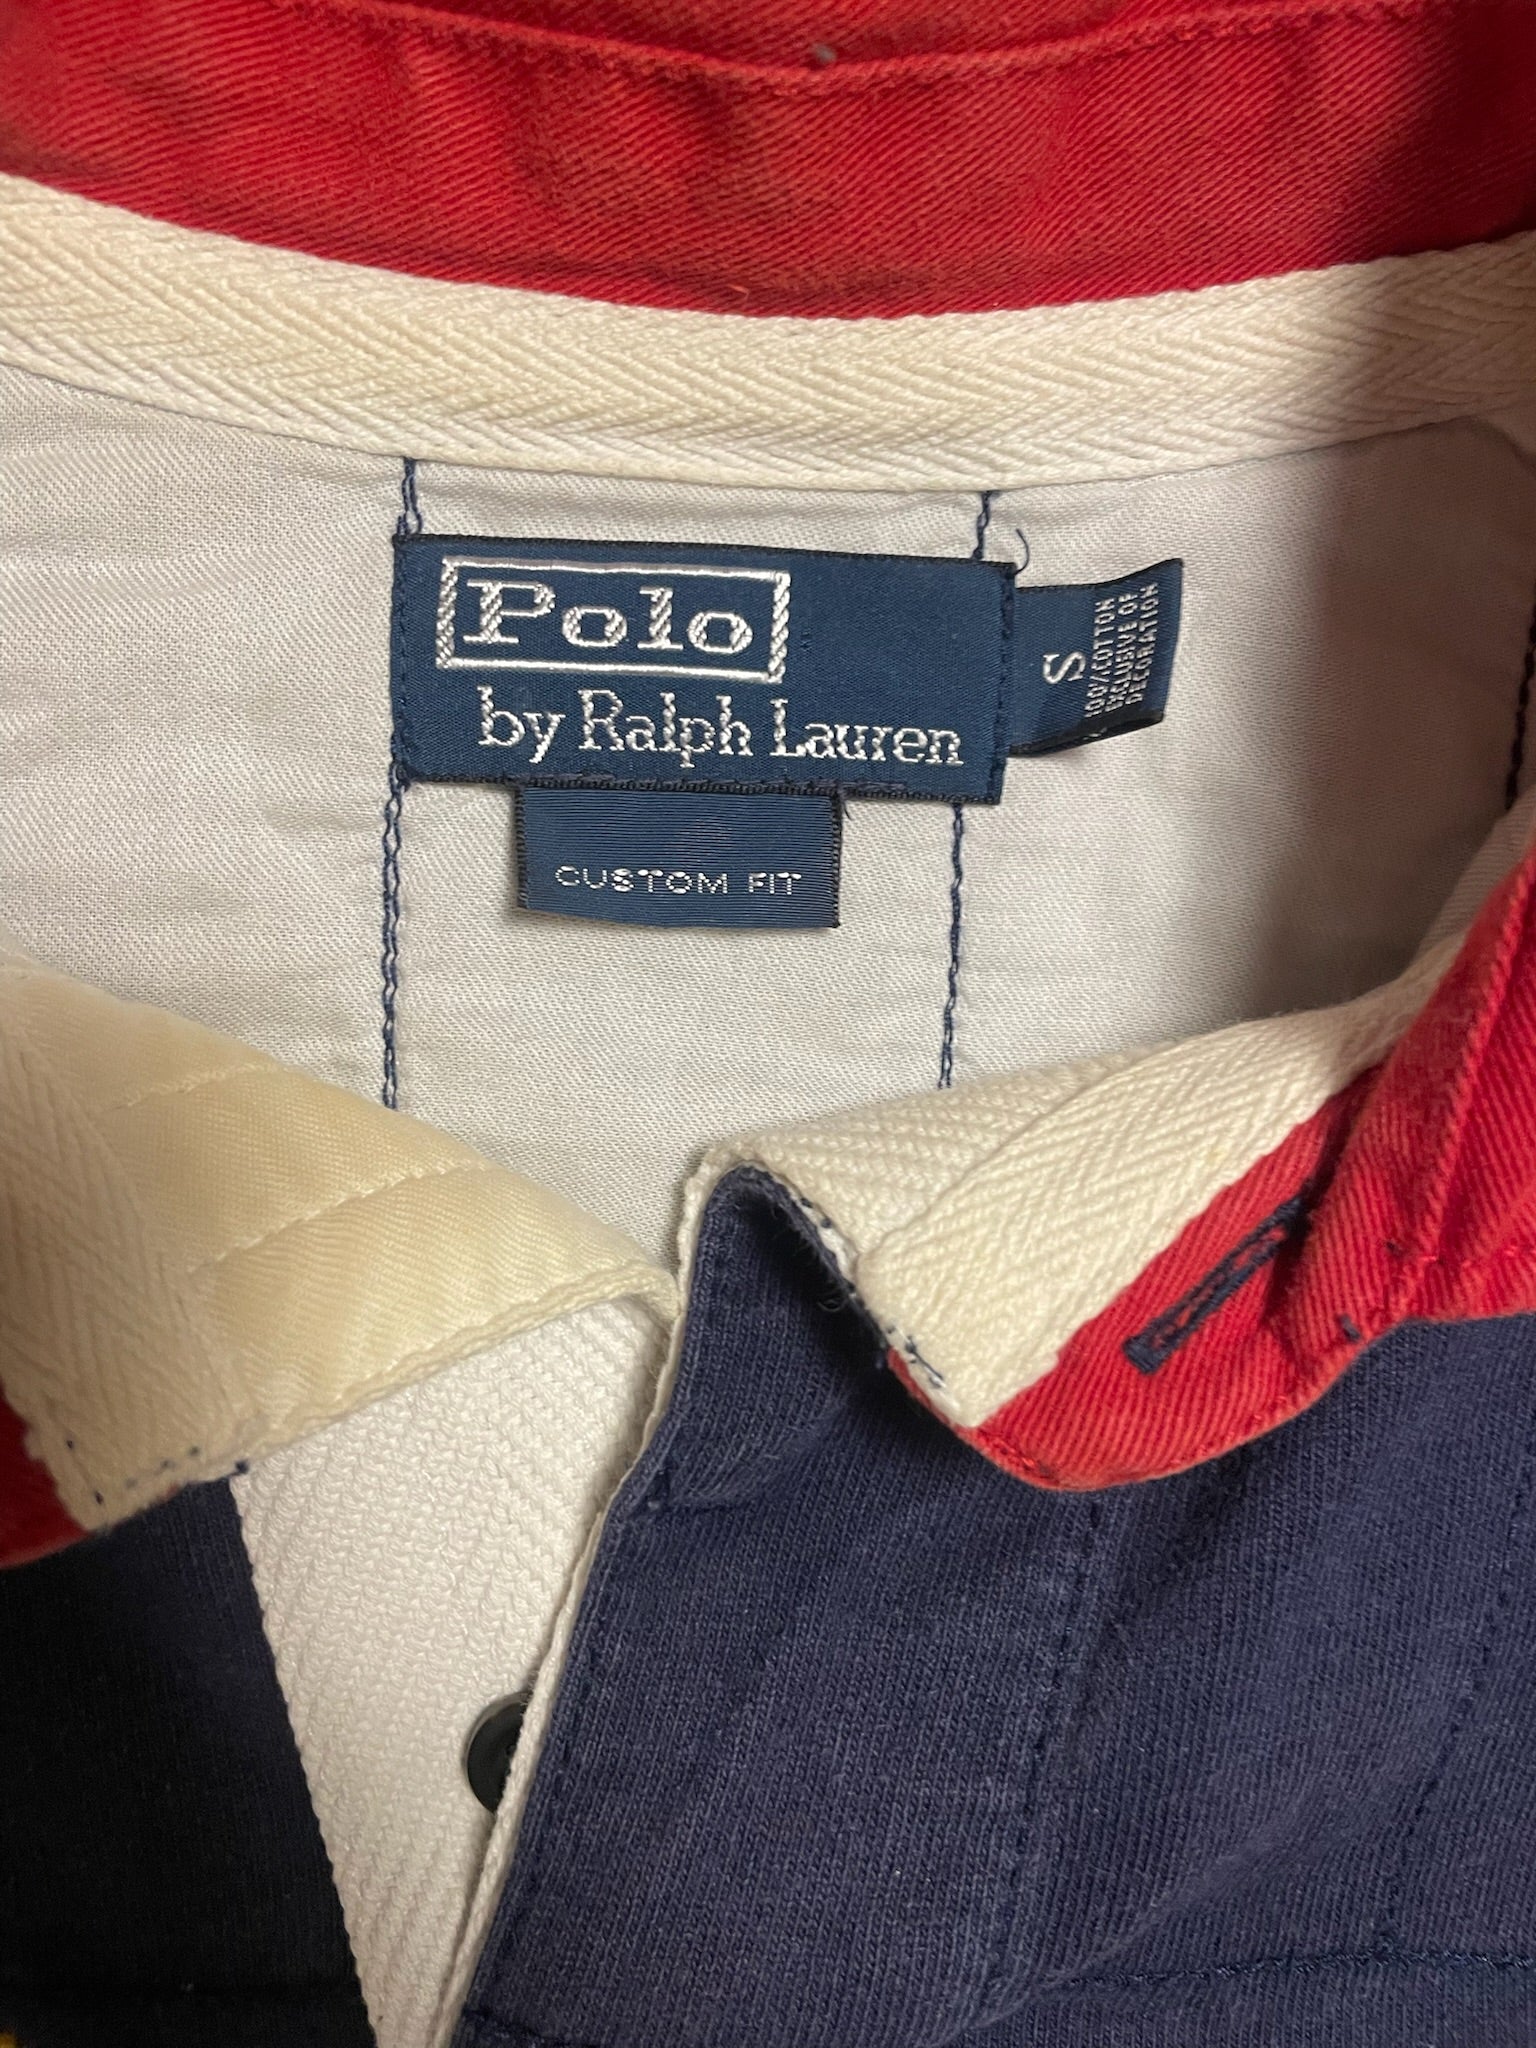 Polo
by Ralph Lauren
S
100% COTTON
EXCLUSIVE OF
DECORATION
CUSTOM FIT